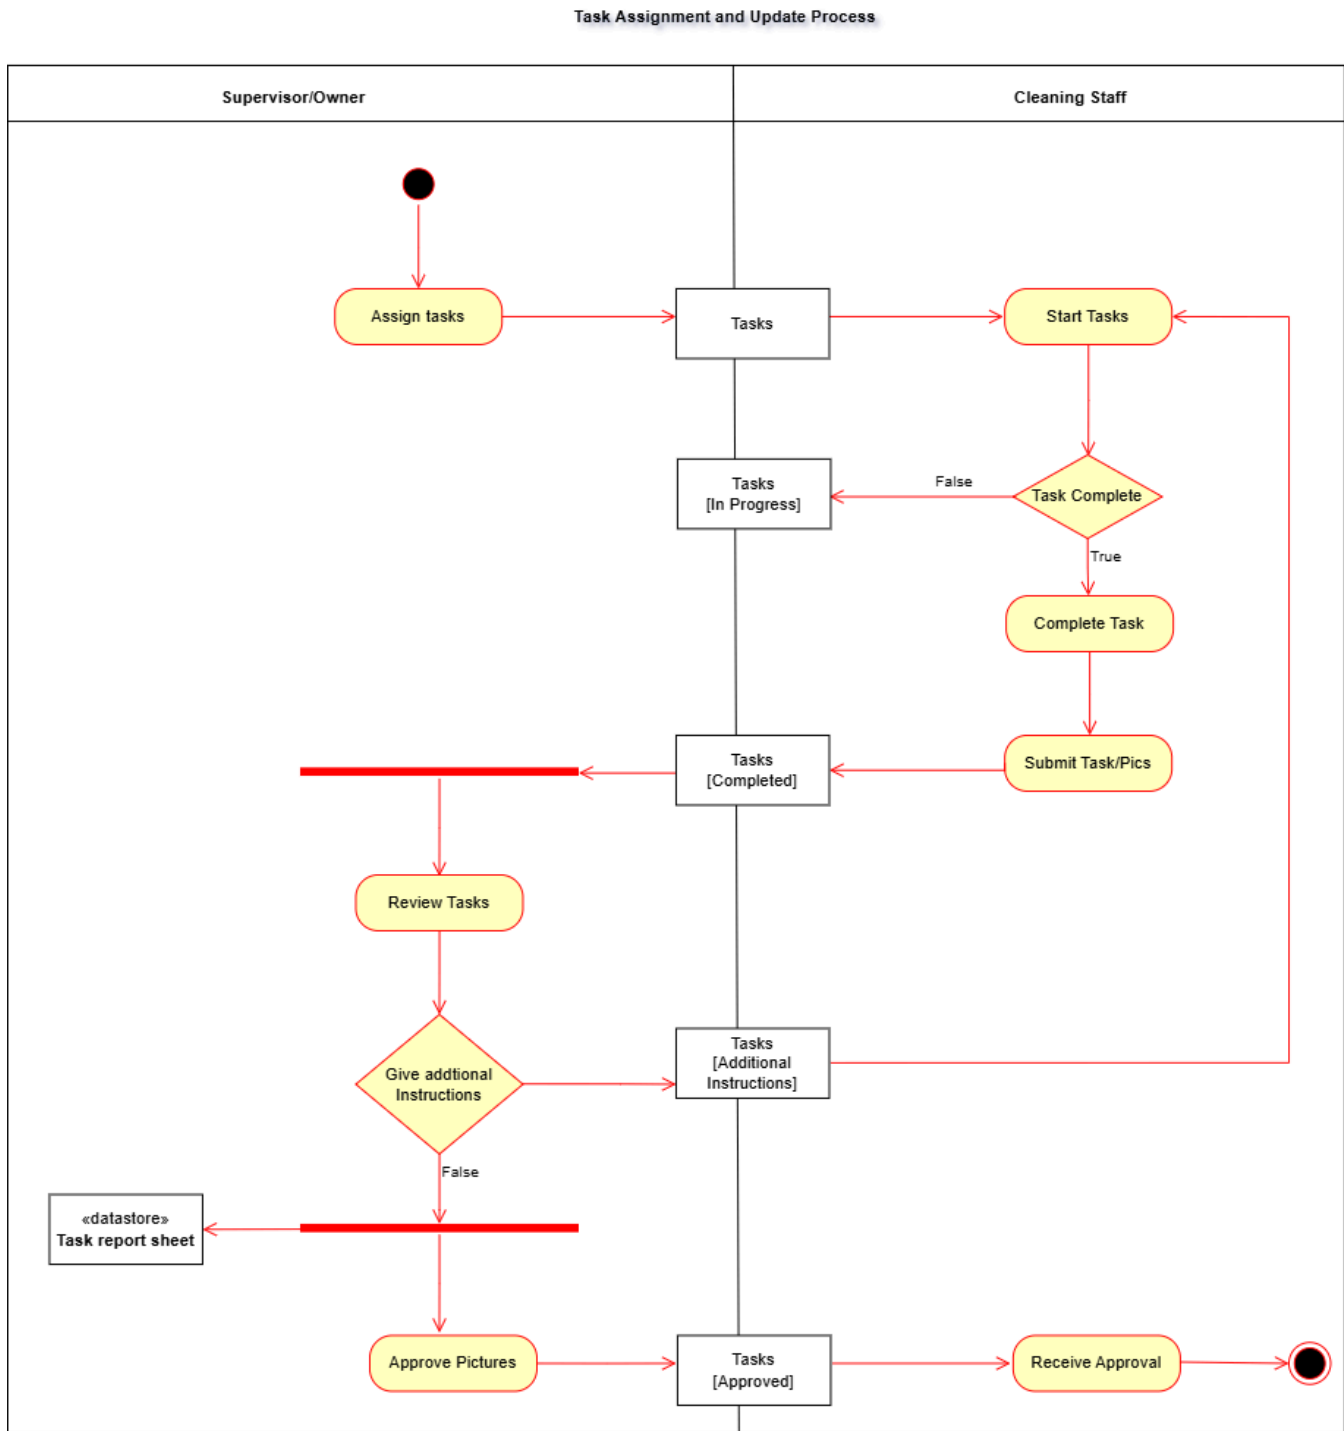 Task Assignment and Update Process
Supervisor/Owner
Cleaning Staff
Assign tasks
Tasks
Start Tasks
Tasks
[In Progress]
False
Task Complete
True
Complete Task
Tasks
[Completed]
Submit Task/Pics
Review Tasks
Give addtional
Instructions
Tasks
[Additional
Instructions]
False
«datastore»
Task report sheet
Approve Pictures
Tasks
[Approved]
Receive Approval